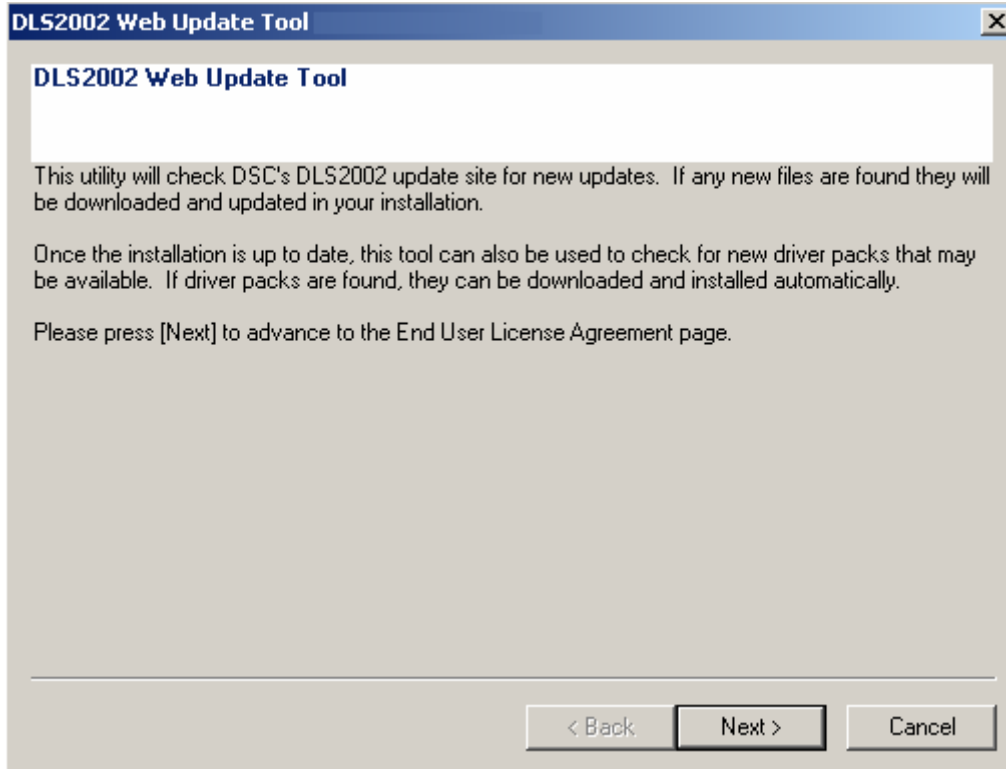 DLS2002 Web Update Tool
DLS2002 Web Update Tool
This utility will check DSC's DLS2002 update site for new updates.  If any new files are found they will
be downloaded and updated in your installation.
Once the installation is up to date, this tool can also be used to check for new driver packs that may
be available.  If driver packs are found, they can be downloaded and installed automatically.
Please press [Next] to advance to the End User License Agreement page.
< Back
Next >
Cancel